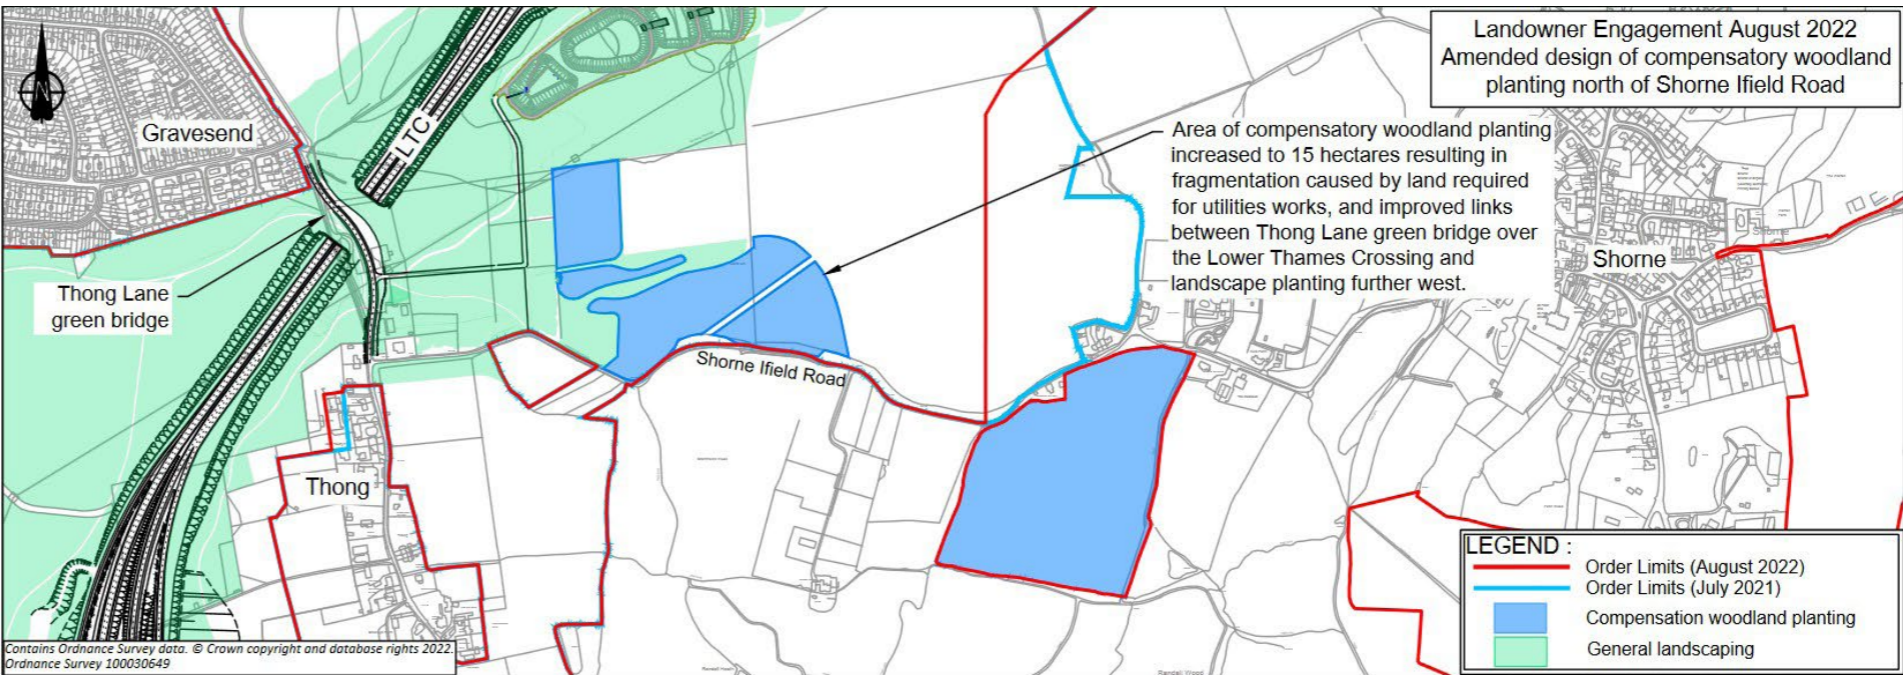 Landowner Engagement August 2022
Amended design of compensatory woodland
planting north of Shorne Ifield Road
N
Gravesend
LTC
Area of compensatory woodland planting
increased to 15 hectares resulting in
fragmentation caused by land required
for utilities works, and improved links
between Thong Lane green bridge over
the Lower Thames Crossing and
landscape planting further west.
Shorne
Shorne
Thong Lane
green bridge
Shorne Ifield Road
Thong
LEGEND :
Order Limits (August 2022)
Order Limits (July 2021)
Compensation woodland planting
General landscaping
Contains Ordnance Survey data. © Crown copyright and database rights 2022.
Ordnance Survey 100030649
Randall Wood